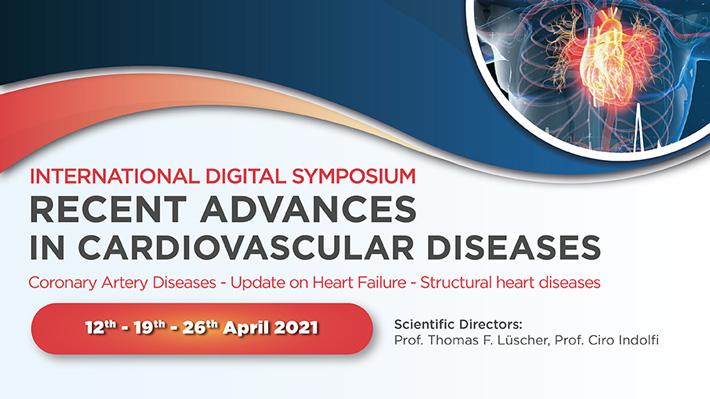 INTERNATIONAL DIGITAL SYMPOSIUM
RECENT ADVANCES
IN CARDIOVASCULAR DISEASES
Coronary Artery Diseases - Update on Heart Failure - Structural heart diseases
12th - 19th - 26th April 2021
Scientific Directors:
Prof. Thomas F. Lüscher, Prof. Ciro Indolfi